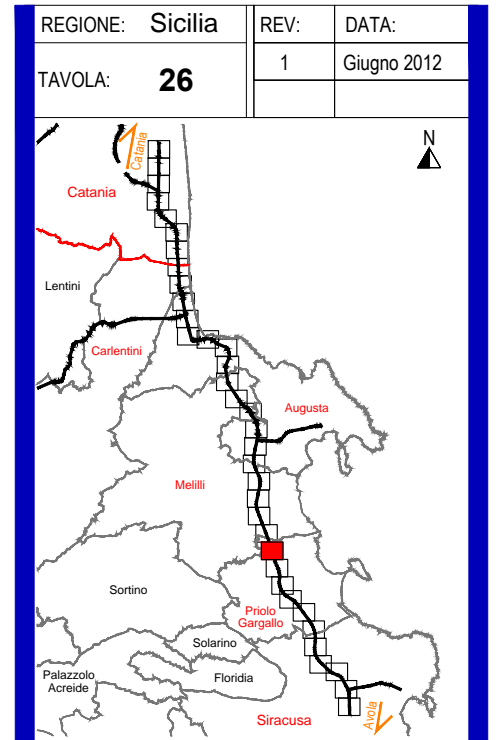 REGIONE: Sicilia REV: DATA:
1 Giugno 2012
TAVOLA: 26
N
Catania
Catania
Lentini
Carlentini
Augusta
Melilli
Sortino
Priolo
Gargallo
Solarino
Palazzolo
Acreide
Floridia
Siracusa
Avola